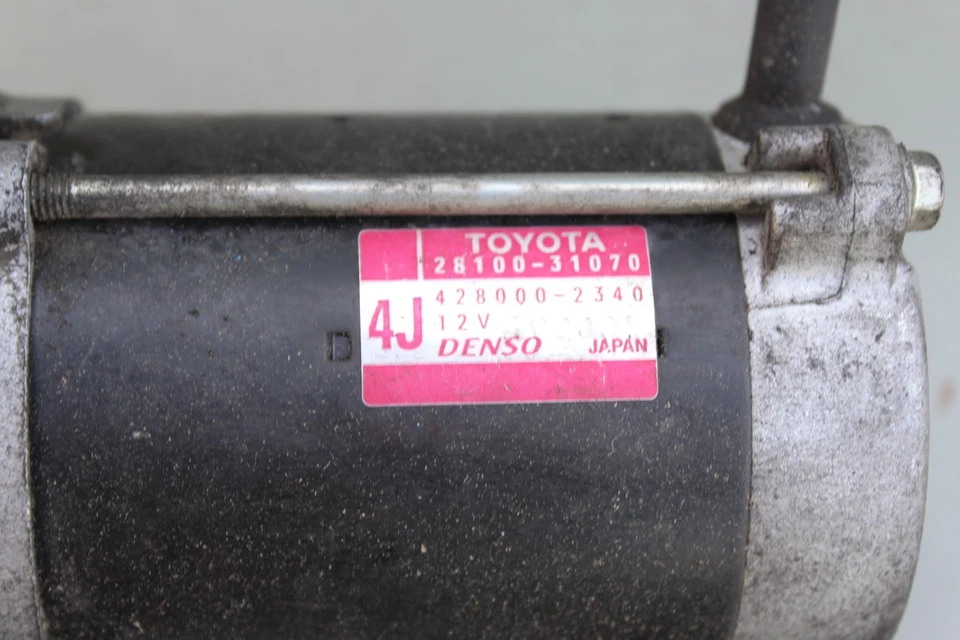 TOYOTA
28100-31070
4J
428000-2340
12V
DENSO JAPAN
D